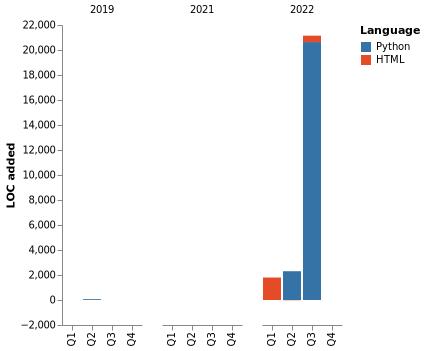 2019 2021 2022
Language
Python
HTML
LOC added
22,000
20,000
18,000
16,000
14,000
12,000
10,000
8,000
6,000
4,000
2,000
0
−2,000
Q1 Q2 Q3 Q4 Q1 Q2 Q3 Q4 Q1 Q2 Q3 Q4